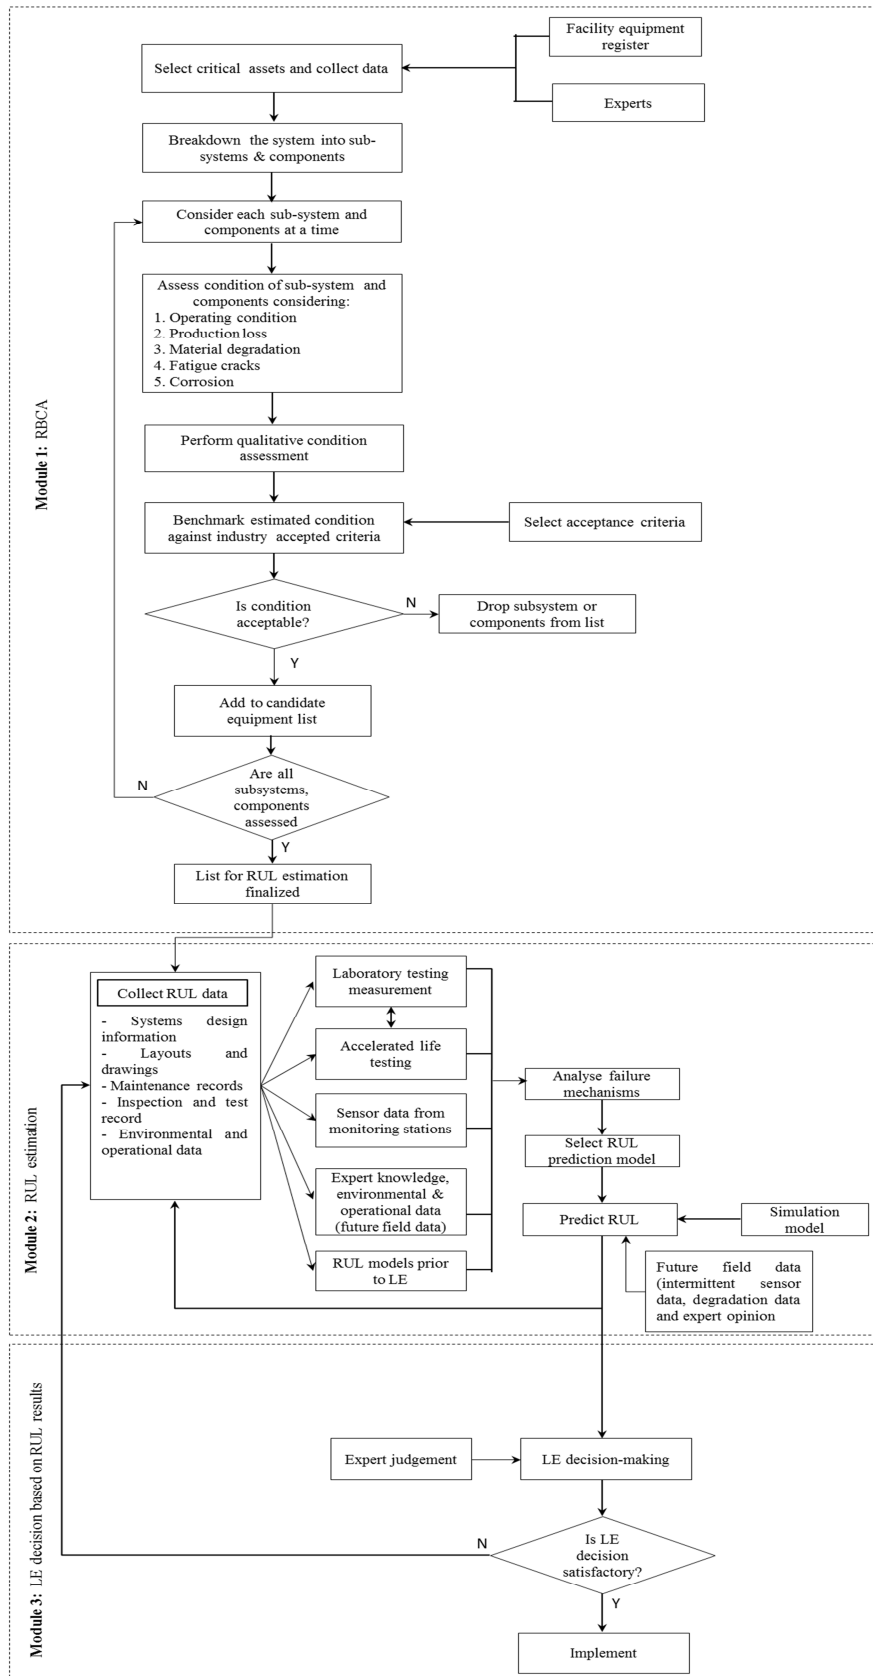 Facility equipment
register
Select critical assets and collect data
Experts
Breakdown the system into sub-
systems & components
Consider each sub-system and
components at a time
Assess condition of sub-system and
components considering:
1. Operating condition
2. Production loss
3. Material degradation
4. Fatigue cracks
5. Corrosion
Module 1: RBCA
Perform qualitative condition
assessment
Benchmark estimated condition
against industry accepted criteria
Select acceptance criteria
Is condition
acceptable?
N
Drop subsystem or
components from list
Y
Add to candidate
equipment list
Are all
subsystems,
components
assessed
N
Y
List for RUL estimation
finalized
Module 2: RUL estimation
Collect RUL data
- Systems design
information
- Layouts and
drawings
- Maintenance records
- Inspection and test
record
- Environmental and
operational data
Laboratory testing
measurement
Accelerated life
testing
Sensor data from
monitoring stations
Expert knowledge,
environmental &
operational data
(future field data)
RUL models prior
to LE
Analyse failure
mechanisms
Select RUL
prediction model
Predict RUL
Simulation
model
Future field data
(intermittent sensor
data, degradation data
and expert opinion
Module 3: LE decision based on RUL results
Expert judgement
LE decision-making
Is LE
decision
satisfactory?
N
Y
Implement